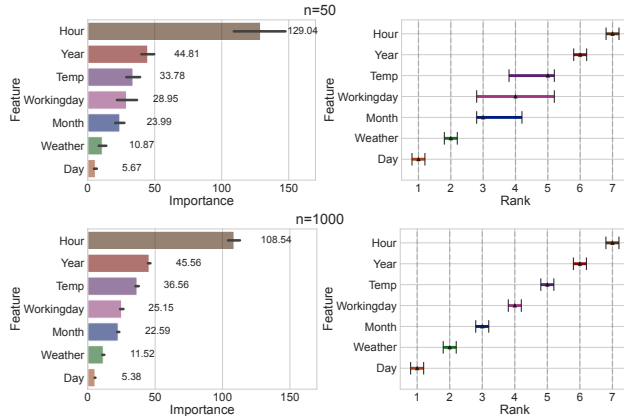 n=50
Feature
Hour
129.04
Year
44.81
Temp
33.78
Workingday
28.95
Month
23.99
Weather
10.87
Day
5.67
0 50 100 150
Importance
Feature
Hour
Year
Temp
Workingday
Month
Weather
Day
1 2 3 4 5 6 7
Rank
n=1000
Feature
Hour
108.54
Year
45.56
Temp
36.56
Workingday
25.15
Month
22.59
Weather
11.52
Day
5.38
0 50 100 150
Importance
Feature
Hour
Year
Temp
Workingday
Month
Weather
Day
1 2 3 4 5 6 7
Rank